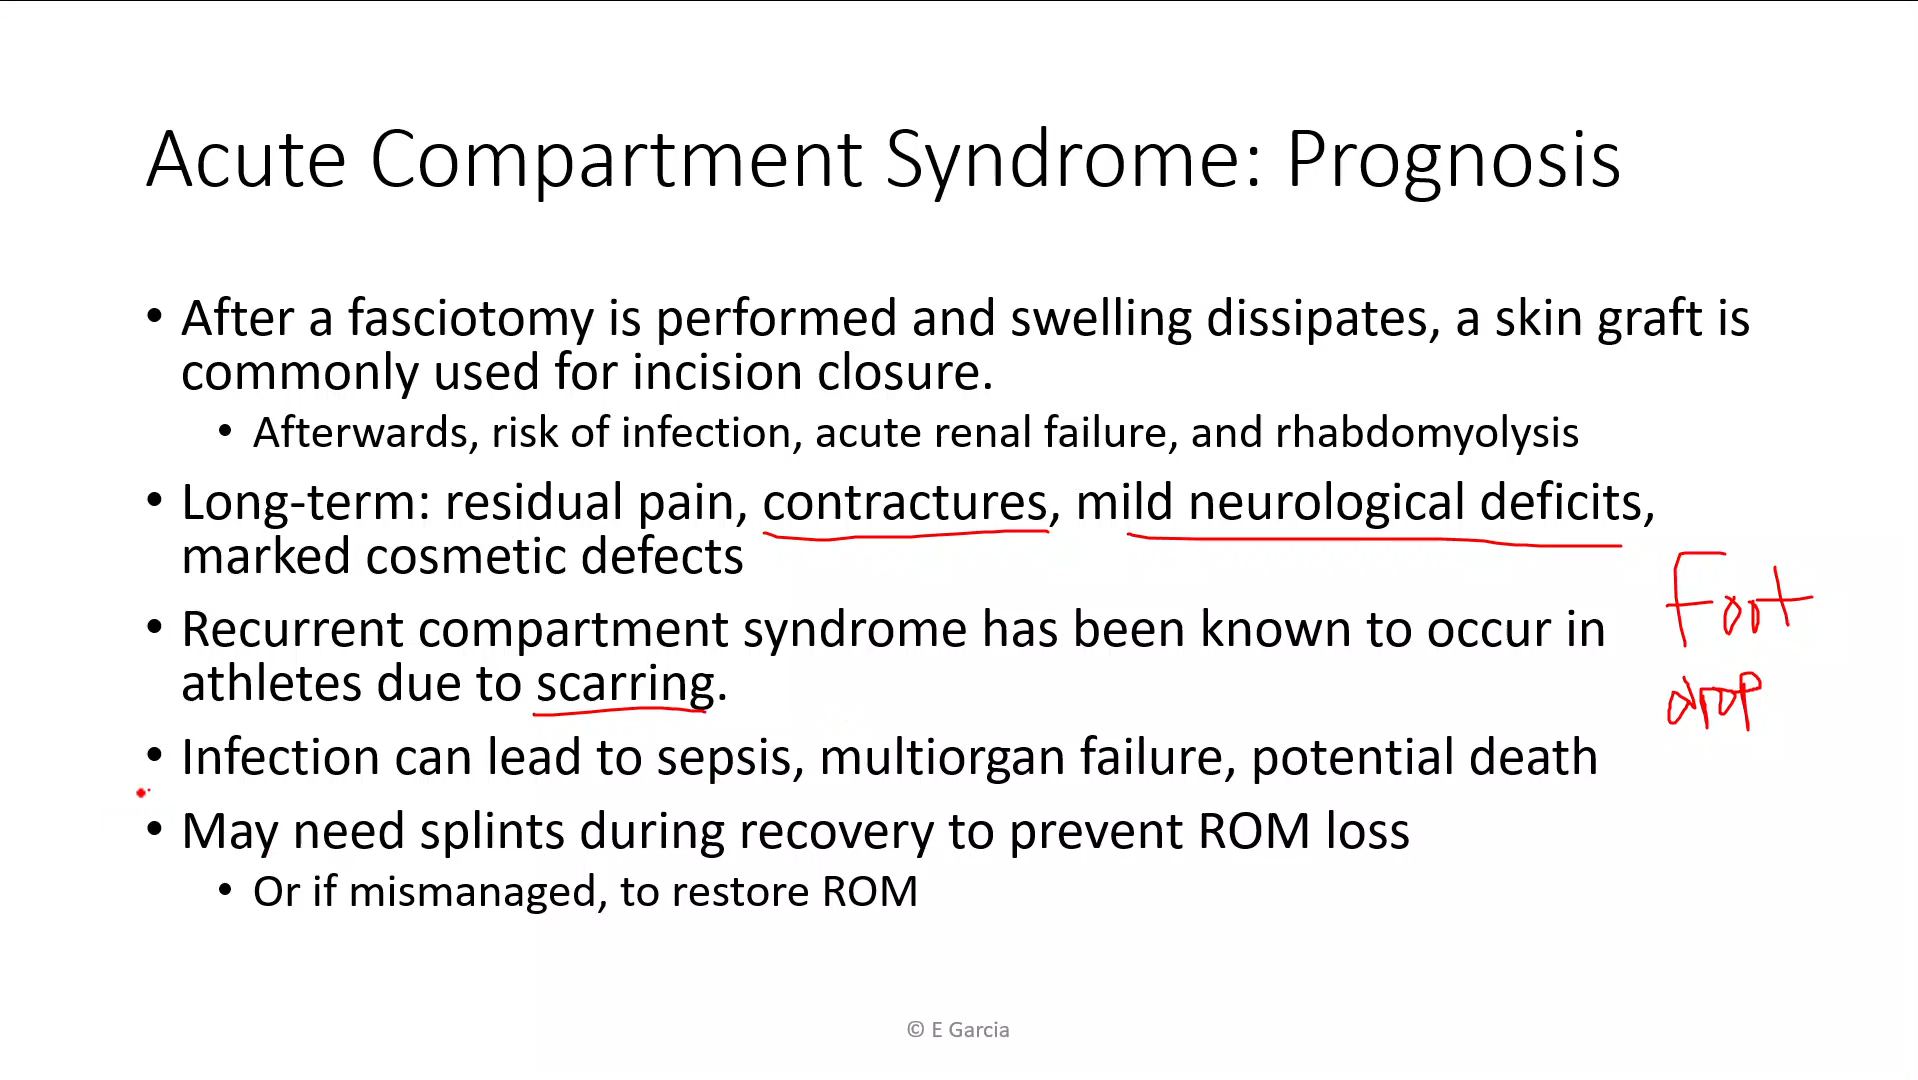 Acute Compartment Syndrome: Prognosis
• After a fasciotomy is performed and swelling dissipates, a skin graft is
commonly used for incision closure.
• Afterwards, risk of infection, acute renal failure, and rhabdomyolysis
• Long-term: residual pain, contractures, mild neurological deficits,
marked cosmetic defects
Foot
drop
• Recurrent compartment syndrome has been known to occur in
athletes due to scarring.
• Infection can lead to sepsis, multiorgan failure, potential death
• May need splints during recovery to prevent ROM loss
• Or if mismanaged, to restore ROM
© E Garcia